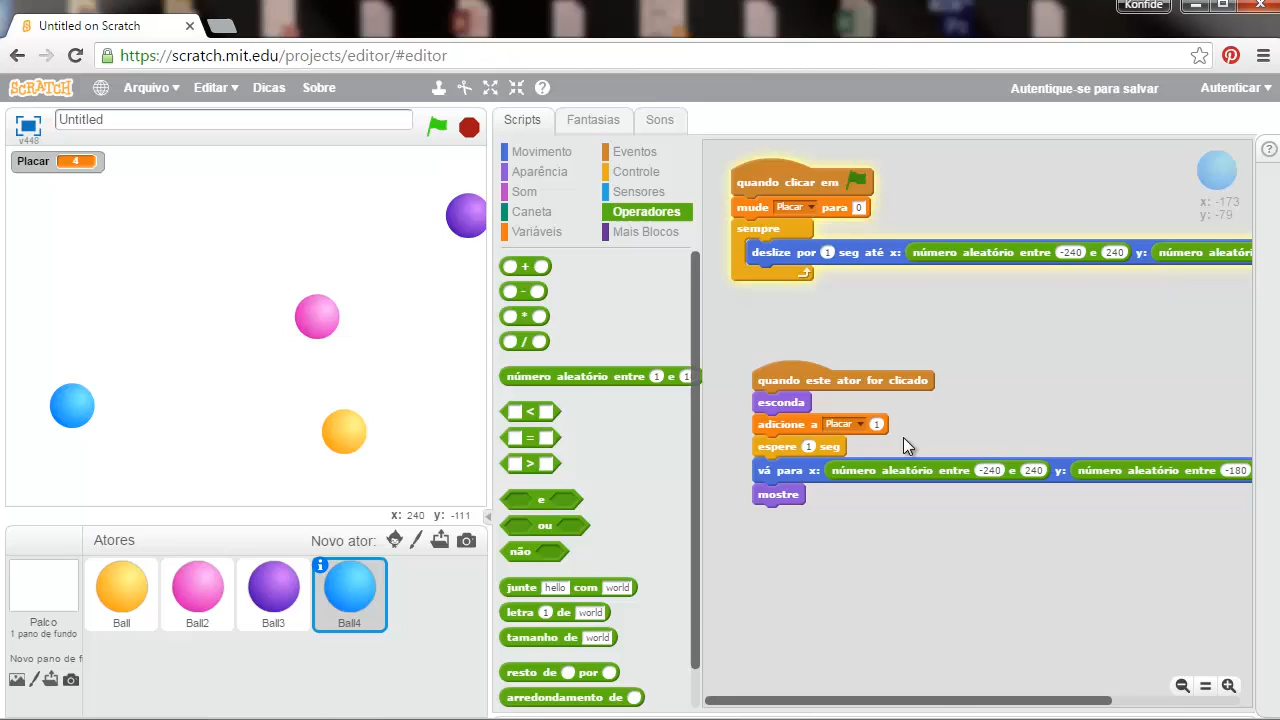 Konfide
Untitled on Scratch
https://scratch.mit.edu/projects/editor/#editor
SCRATCH Arquivo Editar Dicas Sobre Autentique-se para salvar Autenticar
v448
Untitled
Placar 4
Scripts Fantasias Sons
Movimento Eventos
Aparência Controle
Som Sensores
Caneta Operadores
Variáveis Mais Blocos
+
-
*
/
número aleatório entre 1 e 1
<
=
>
e
ou
não
junte hello com world
letra 1 de world
tamanho de world
resto de por
arredondamento de
quando clicar em
mude Placar para 0
sempre
deslize por 1 seg até x: número aleatório entre -240 e 240 y: número aleatório
quando este ator for clicado
esconda
adicione a Placar 1
espere 1 seg
vá para x: número aleatório entre -240 e 240 y: número aleatório entre -180
mostre
x: -173
y: -79
x: 240 y: -111
Atores Novo ator:
Palco
1 pano de fundo
Novo pano de f
Ball Ball2 Ball3 Ball4